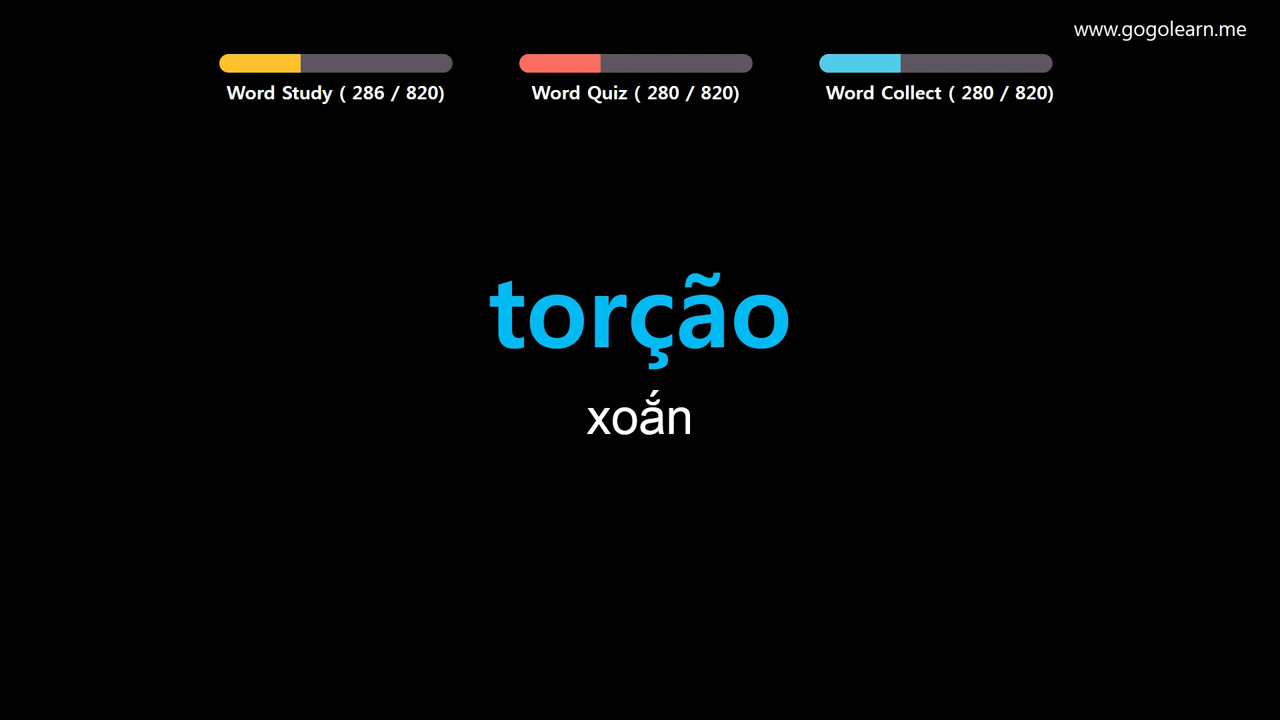 www.gogolearn.me
Word Study ( 286 / 820)
Word Quiz ( 280 / 820)
Word Collect ( 280 / 820)
torção
xoắn